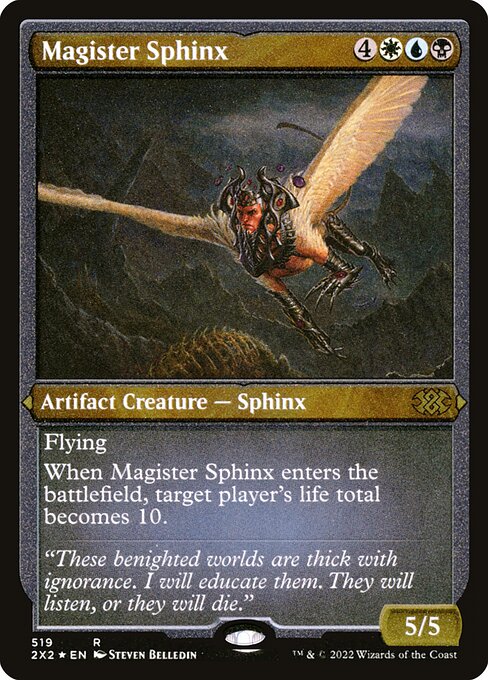 Magister Sphinx 4
Artifact Creature — Sphinx
Flying
When Magister Sphinx enters the
battlefield, target player's life total
becomes 10.
“These benighted worlds are thick with
ignorance. I will educate them. They will
listen, or they will die.”
5/5
519 R
2X2 ★ EN Steven Belledin ™ & © 2022 Wizards of the Coast